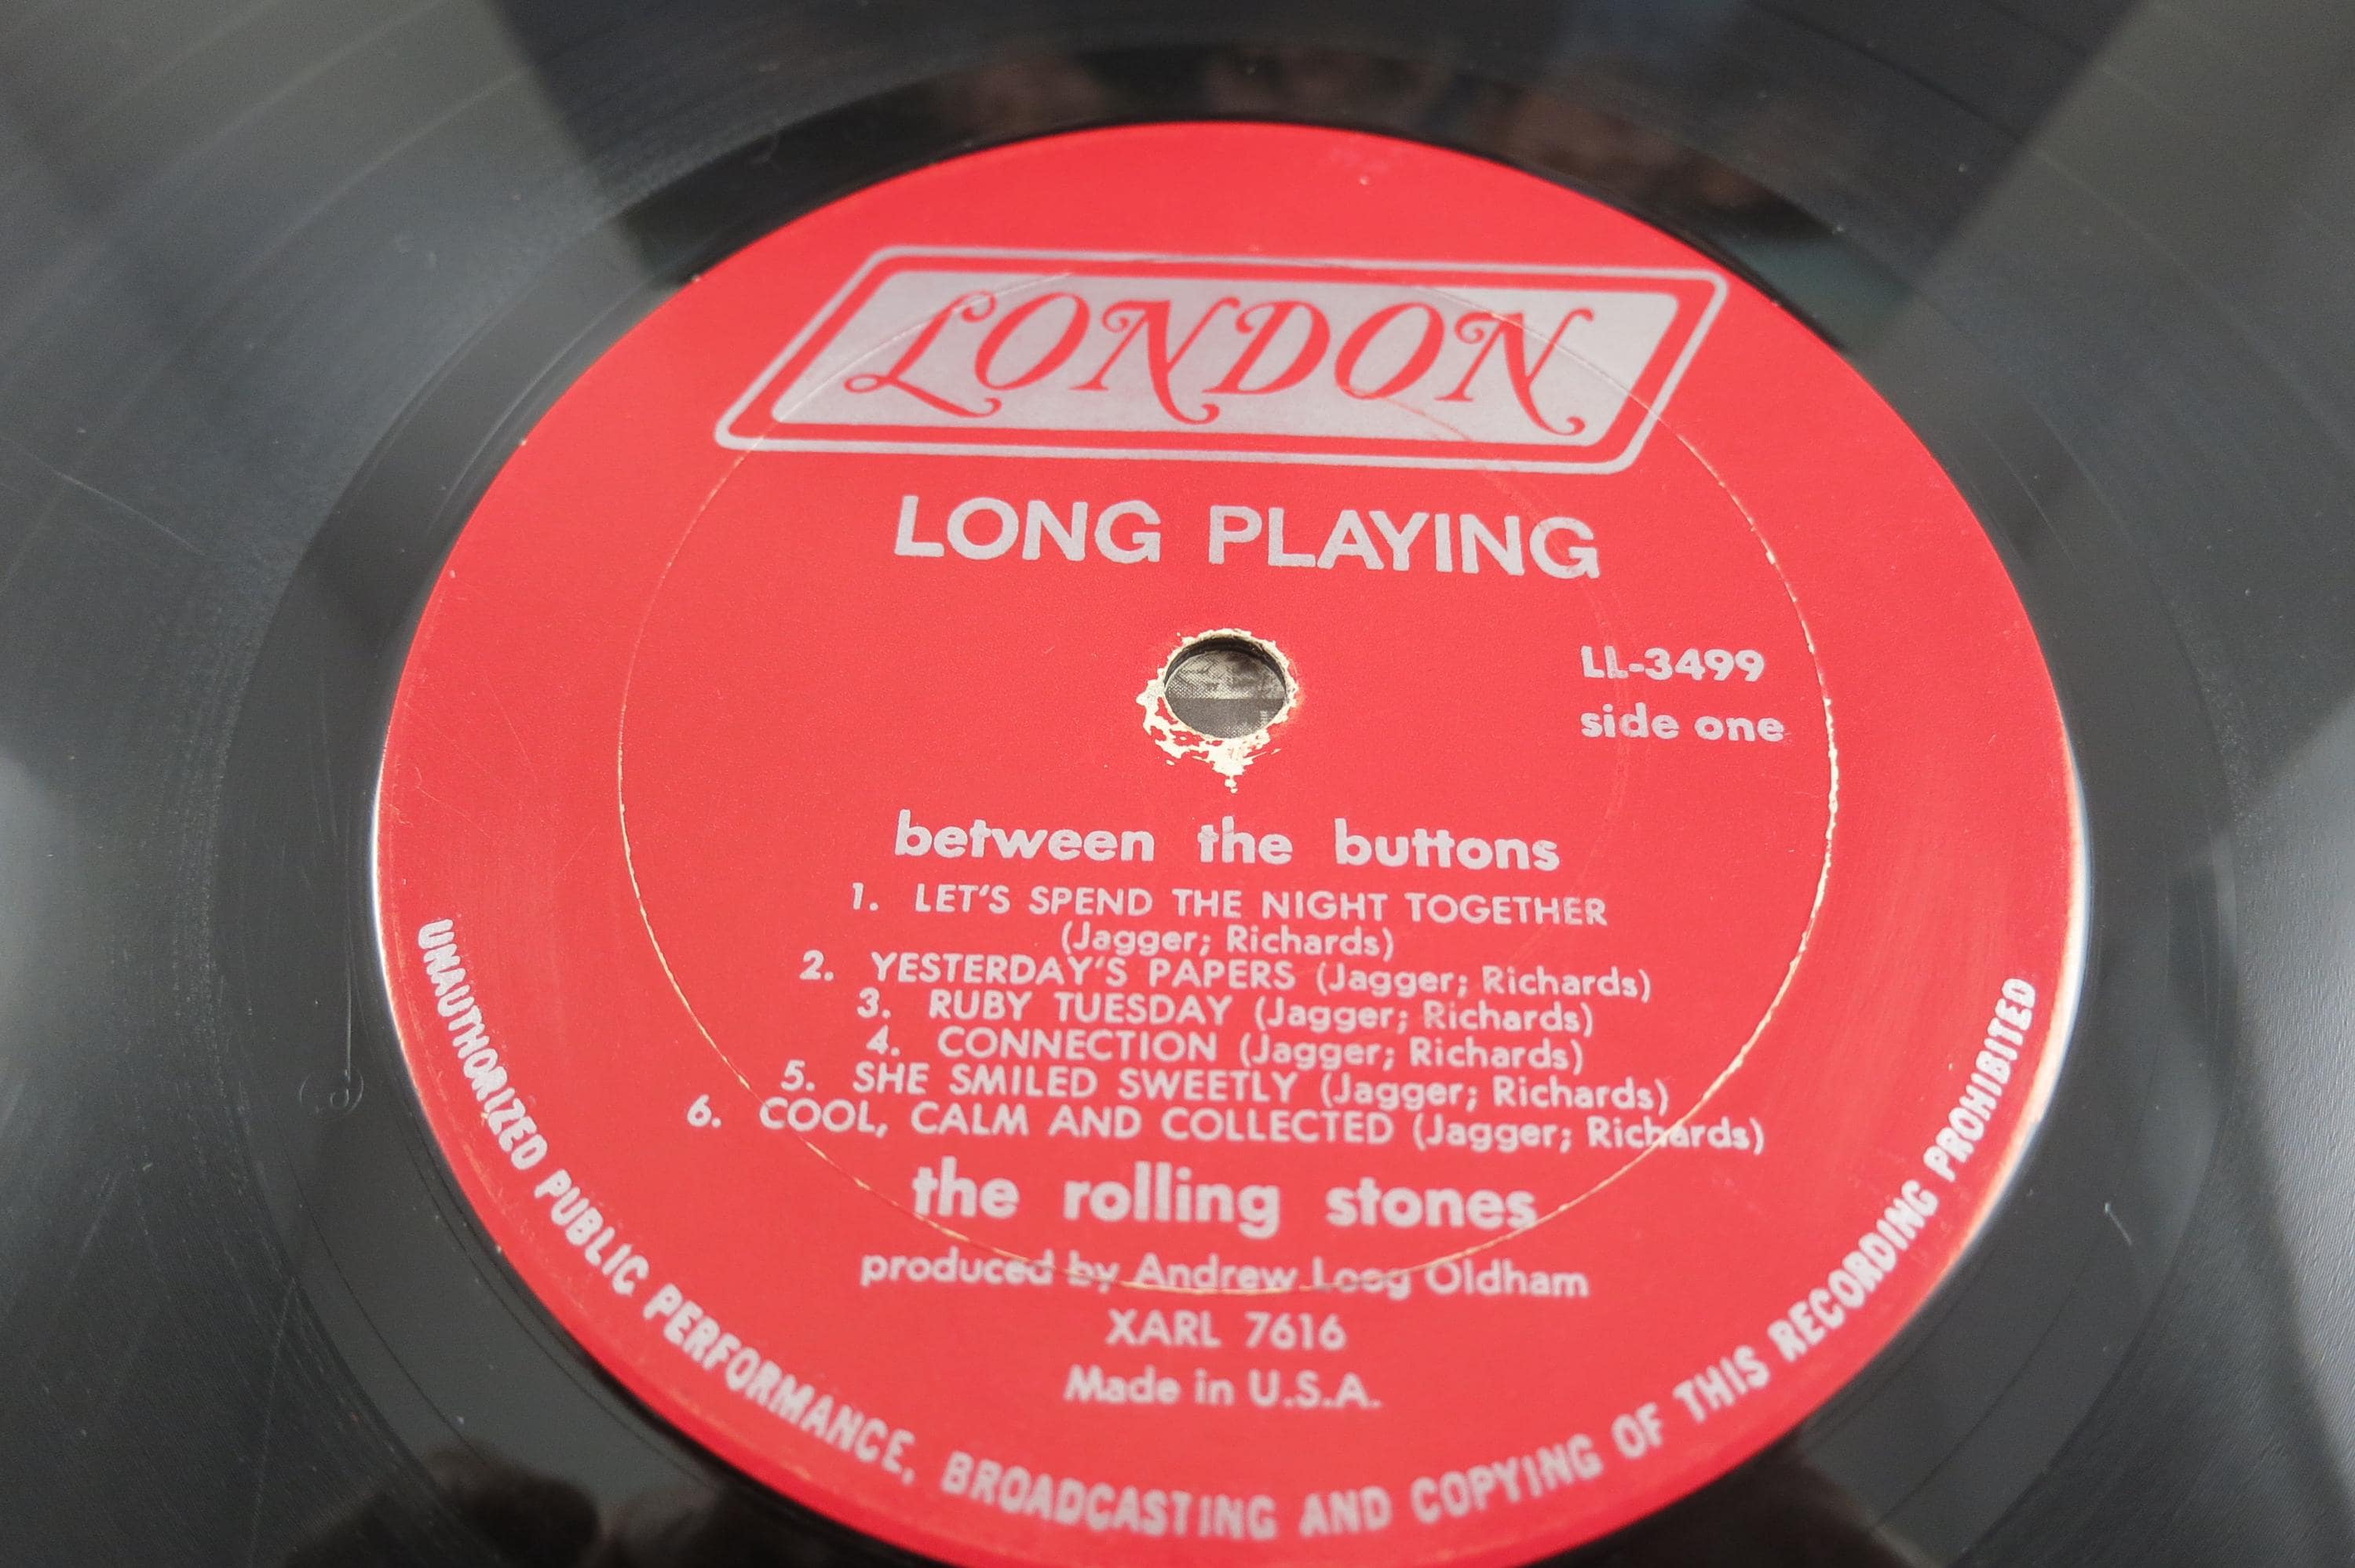 LONDON
LONG PLAYING
LL-3499
side one
between the buttons
1. LET'S SPEND THE NIGHT TOGETHER
(Jagger; Richards)
2. YESTERDAY'S PAPERS (Jagger; Richards)
3. RUBY TUESDAY (Jagger; Richards)
4. CONNECTION (Jagger; Richards)
5. SHE SMILED SWEETLY (Jagger; Richards)
6. COOL, CALM AND COLLECTED (Jagger; Richards)
the rolling stones
produced by Andrew Loog Oldham
XARL 7616
Made in U.S.A.
UNAUTHORIZED PUBLIC PERFORMANCE, BROADCASTING AND COPYING OF THIS RECORDING PROHIBITED